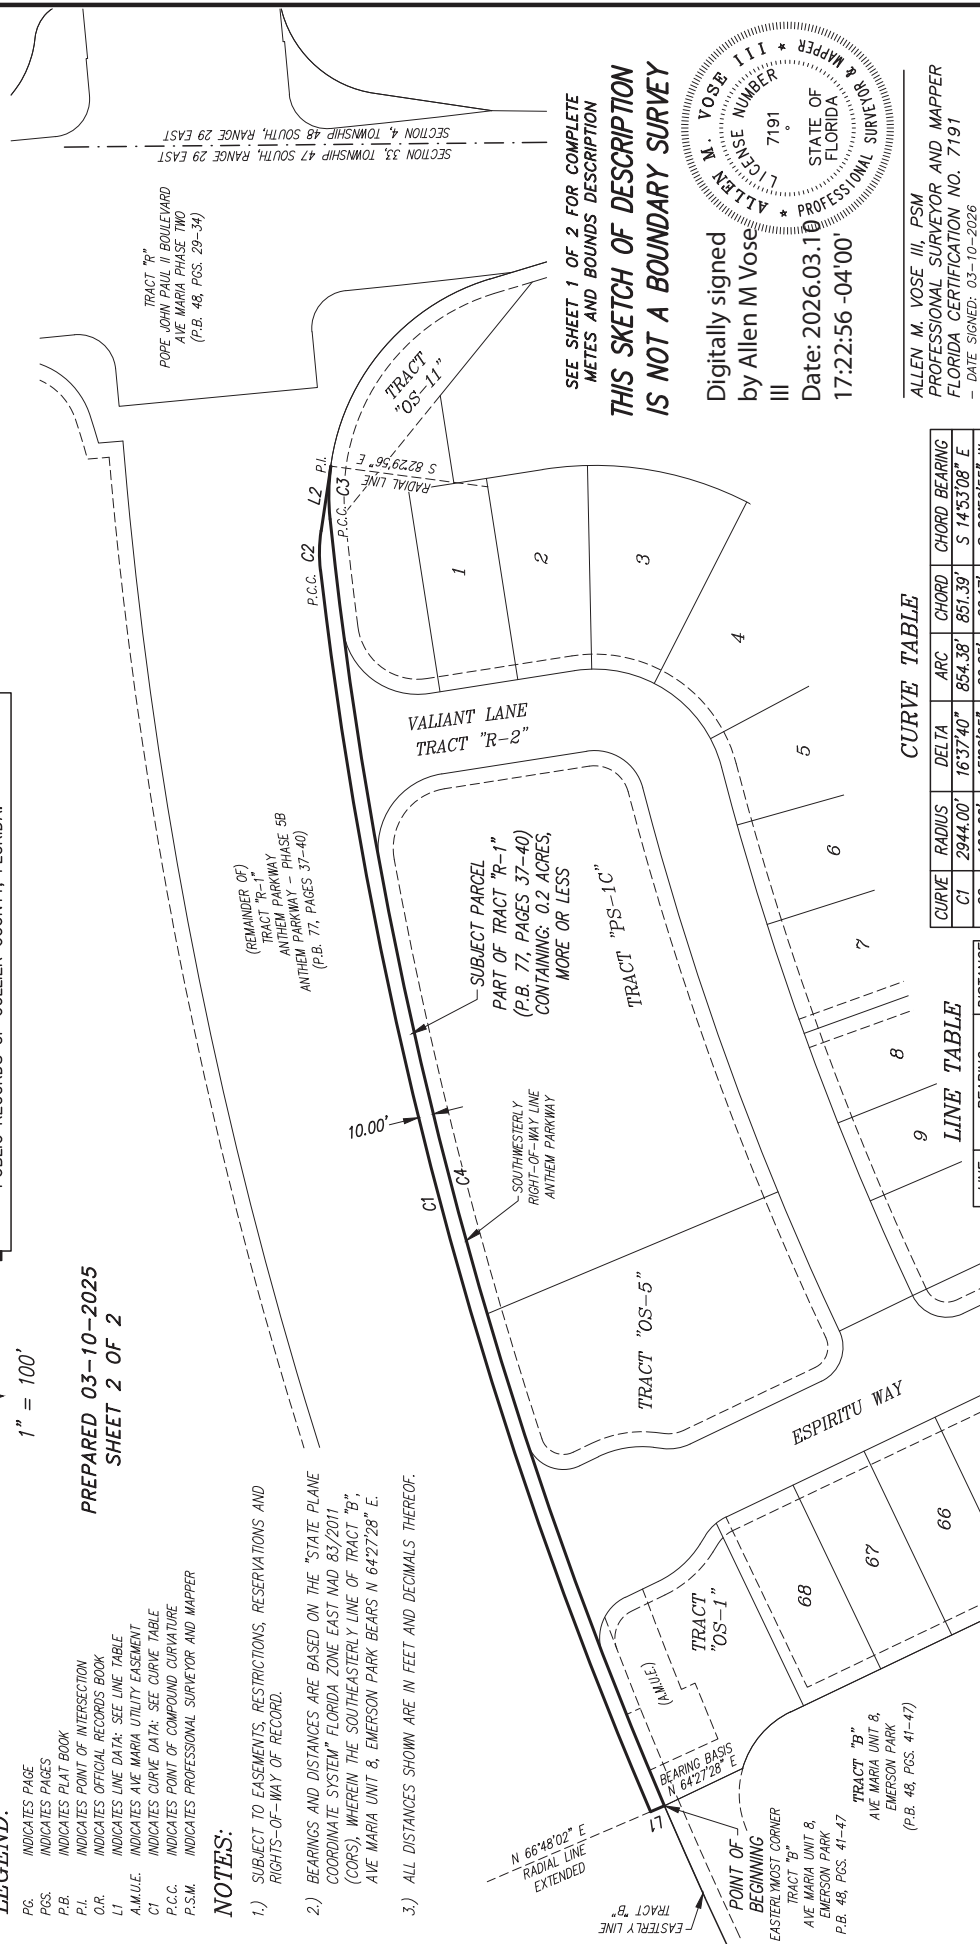 LEGEND:
PG. INDICATES PAGE
PGS. INDICATES PAGES
P.B. INDICATES PLAT BOOK
P.I. INDICATES POINT OF INTERSECTION
O.R. INDICATES OFFICIAL RECORDS BOOK
L1 INDICATES LINE DATA: SEE LINE TABLE
A.M.U.E. INDICATES AVE MARIA UTILITY EASEMENT
C1 INDICATES CURVE DATA: SEE CURVE TABLE
P.C.C. INDICATES POINT OF COMPOUND CURVATURE
P.S.M. INDICATES PROFESSIONAL SURVEYOR AND MAPPER
NOTES:
1.) SUBJECT TO EASEMENTS, RESTRICTIONS, RESERVATIONS AND
RIGHTS-OF-WAY OF RECORD.
2.) BEARINGS AND DISTANCES ARE BASED ON THE "STATE PLANE
COORDINATE SYSTEM" FLORIDA ZONE EAST NAD 83/2011
(CORS), WHEREIN THE SOUTHEASTERLY LINE OF TRACT "B",
AVE MARIA UNIT 8, EMERSON PARK BEARS N 64°27'28" E.
3.) ALL DISTANCES SHOWN ARE IN FEET AND DECIMALS THEREOF.
1" = 100'
PREPARED 03-10-2025
SHEET 2 OF 2
TRACT "R"
POPE JOHN PAUL II BOULEVARD
AVE MARIA PHASE TWO
(P.B. 48, PGS. 29-34)
SECTION 33, TOWNSHIP 47 SOUTH, RANGE 29 EAST
SECTION 4, TOWNSHIP 48 SOUTH, RANGE 29 EAST
(REMAINDER OF)
TRACT "R-1"
ANTHEM PARKWAY
ANTHEM PARKWAY - PHASE 5B
(P.B. 77, PAGES 37-40)
10.00'
C1
C4
P.C.C.
C2
L2
P.I.
P.C.C.
C3
RADIAL LINE
S 82°29'56" E
TRACT
"OS-11"
1
2
3
4
5
6
7
8
9
VALIANT LANE
TRACT "R-2"
SUBJECT PARCEL
PART OF TRACT "R-1"
(P.B. 77, PAGES 37-40)
CONTAINING: 0.2 ACRES,
MORE OR LESS
TRACT "PS-1C"
SOUTHWESTERLY
RIGHT-OF-WAY LINE
ANTHEM PARKWAY
TRACT "OS-5"
ESPIRITU WAY
TRACT
"OS-1"
(A.M.U.E.)
68
67
66
BEARING BASIS
N 64°27'28" E
L1
N 66°48'02" E
RADIAL LINE
EXTENDED
POINT OF
BEGINNING
EASTERLYMOST CORNER
TRACT "B"
AVE MARIA UNIT 8,
EMERSON PARK
P.B. 48, PGS. 41-47
TRACT "B"
AVE MARIA UNIT 8,
EMERSON PARK
(P.B. 48, PGS. 41-47)
EASTERLY LINE
TRACT "B"
SEE SHEET 1 OF 2 FOR COMPLETE
METES AND BOUNDS DESCRIPTION
THIS SKETCH OF DESCRIPTION
IS NOT A BOUNDARY SURVEY
Digitally signed
by Allen M Vose
III
Date: 2026.03.10
17:22:56 -04'00'
ALLEN M. VOSE III
LICENSE NUMBER
7191
STATE OF
FLORIDA
PROFESSIONAL SURVEYOR & MAPPER
ALLEN M. VOSE III, PSM
PROFESSIONAL SURVEYOR AND MAPPER
FLORIDA CERTIFICATION NO. 7191
- DATE SIGNED: 03-10-2026
CURVE TABLE
CURVE RADIUS DELTA ARC CHORD CHORD BEARING
C1 2944.00' 16°37'40" 854.38' 851.39' S 14°53'08" E
LINE TABLE